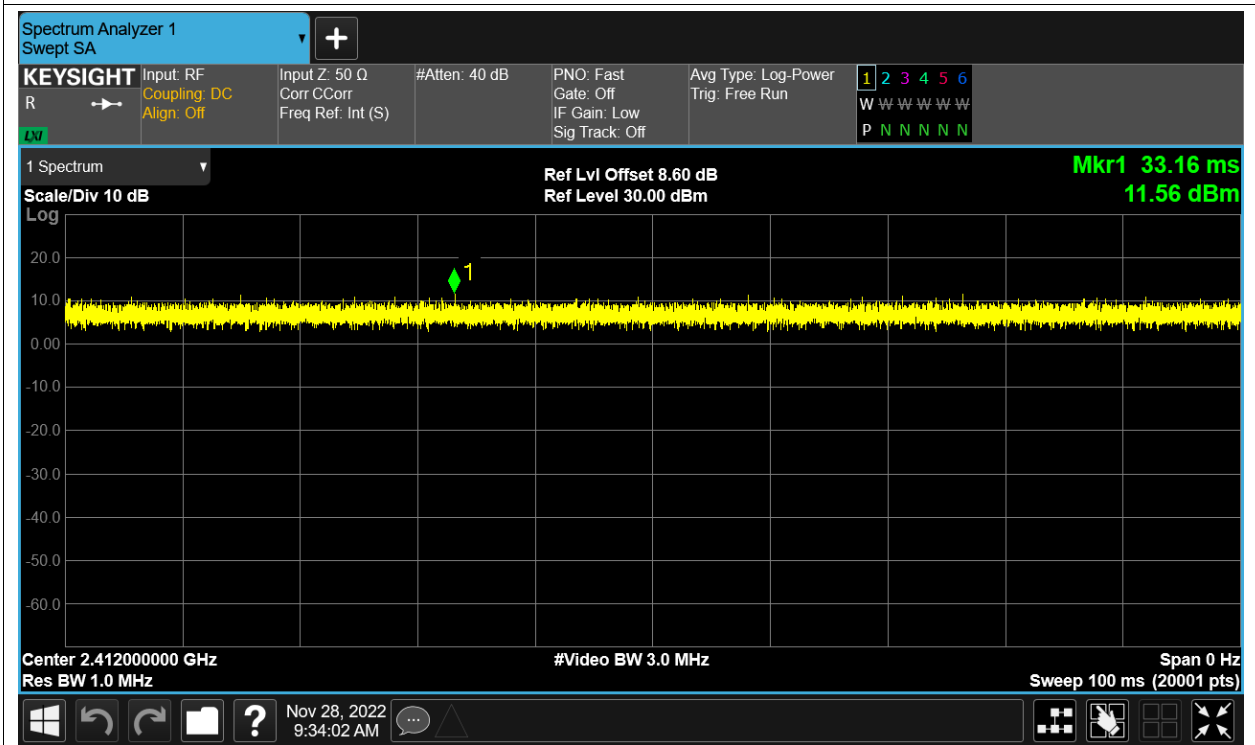 Spectrum Analyzer 1
Swept SA
KEYSIGHT
R
LXI
Input: RF
Coupling: DC
Align: Off
Input Z: 50 Ω
Corr CCorr
Freq Ref: Int (S)
#Atten: 40 dB
PNO: Fast
Gate: Off
IF Gain: Low
Sig Track: Off
Avg Type: Log-Power
Trig: Free Run
1 2 3 4 5 6
W W W W W W
P N N N N N
1 Spectrum
Scale/Div 10 dB
Ref Lvl Offset 8.60 dB
Ref Level 30.00 dBm
Mkr1 33.16 ms
11.56 dBm
Log
20.0
1
10.0
0.00
-10.0
-20.0
-30.0
-40.0
-50.0
-60.0
Center 2.412000000 GHz
Res BW 1.0 MHz
#Video BW 3.0 MHz
Span 0 Hz
Sweep 100 ms (20001 pts)
?
Nov 28, 2022
9:34:02 AM